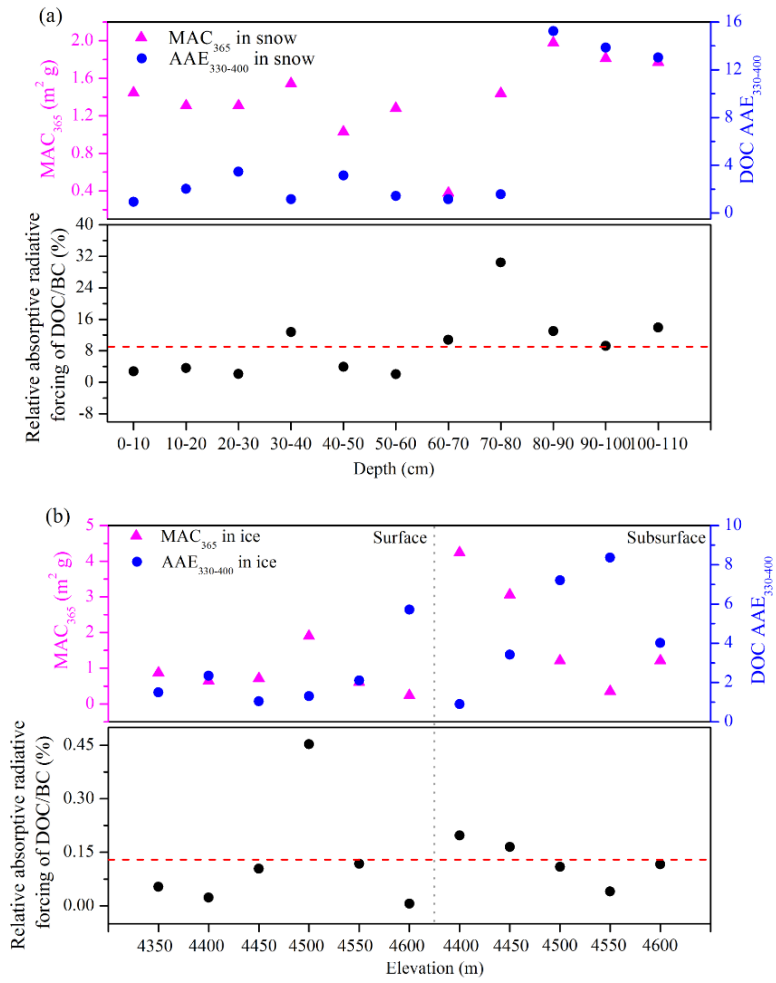 (a)
MAC365 in snow
AAE330-400 in snow
MAC365 (m2 g)
2.0
1.6
1.2
0.8
0.4
DOC AAE330-400
16
12
8
4
0
Relative absorptive radiative
forcing of DOC/BC (%)
40
32
24
16
8
0
-8
0-10 10-20 20-30 30-40 40-50 50-60 60-70 70-80 80-90 90-100 100-110
Depth (cm)
(b)
MAC365 in ice
AAE330-400 in ice
Surface
Subsurface
MAC365 (m2 g)
5
4
3
2
1
0
DOC AAE330-400
10
8
6
4
2
0
Relative absorptive radiative
forcing of DOC/BC (%)
0.45
0.30
0.15
0.00
4350 4400 4450 4500 4550 4600 4400 4450 4500 4550 4600
Elevation (m)